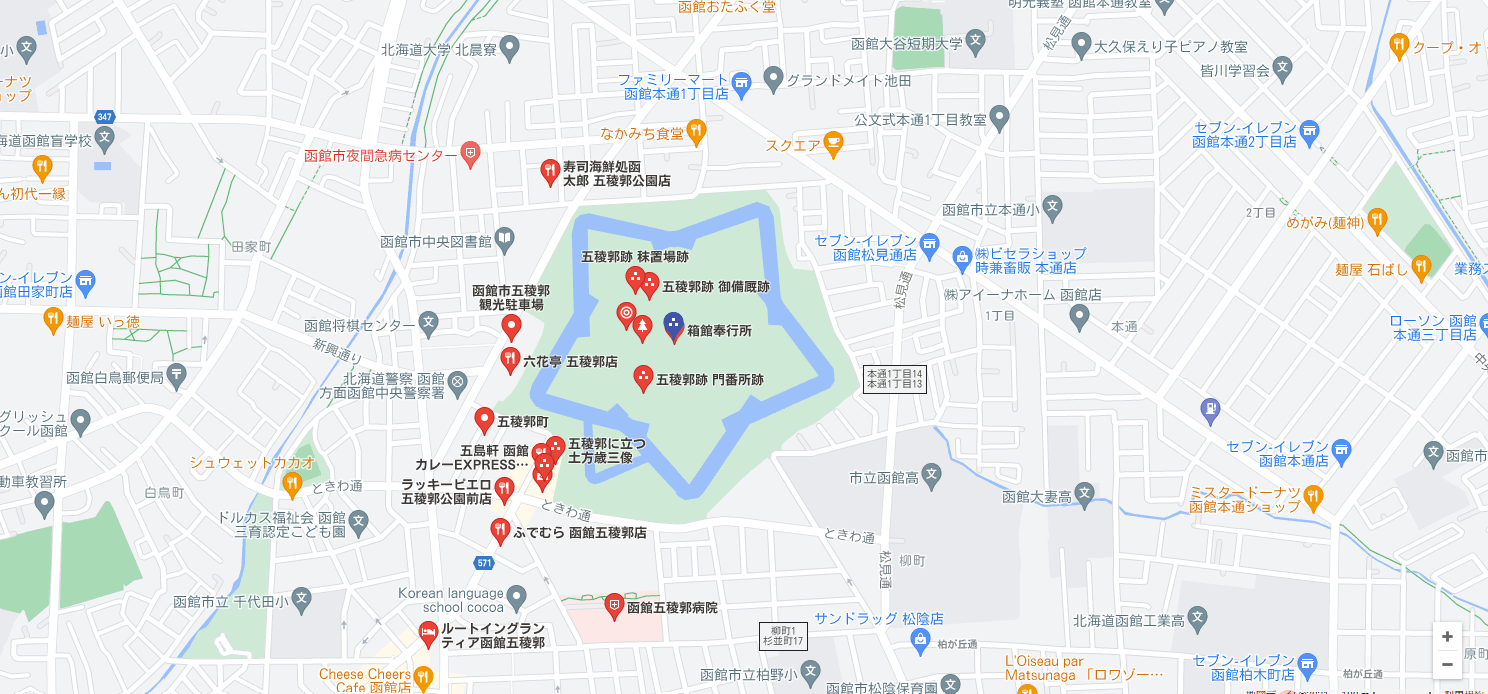 函館おたふく堂
明光義塾 函館本通教室
北海道大学 北晨寮
函館大谷短期大学
松見通
大久保えり子ピアノ教室
クープ・オ・
皆川学習会
ファミリーマート
函館本通1丁目店
グランドメイト池田
347
海道函館盲学校
公文式本通1丁目教室
セブン-イレブン
函館本通2丁目店
なかみち食堂
スクエア
函館市夜間急病センター
寿司海鮮処函
太郎 五稜郭公園店
ん初代一縁
函館市立本通小
2丁目
めがみ(麺神)
田家町
函館市中央図書館
セブン-イレブン
函館松見通店
㈱ビセラショップ
時兼畜販 本通店
五稜郭跡 秣置場跡
五稜郭跡 御備厩跡
麺屋 石ばし
業務ス
ン-イレブン
函館田家町店
函館市五稜郭
観光駐車場
松見通
㈱アイーナホーム 函館店
1丁目
本通
麺屋 いっ徳
函館将棋センター
箱館奉行所
ローソン 函館
本通三丁目店
新興通り
六花亭 五稜郭店
函館白鳥郵便局
北海道警察 函館
方面函館中央警察署
五稜郭跡 門番所跡
本通1丁目14
本通1丁目13
グリッシュ
クール函館
五稜郭町
五島軒 函館
カレーEXPRESS…
五稜郭に立つ
土方歳三像
セブン-イレブン
函館本通店
函館市
シュウェットカカオ
動車教習所
白鳥町
ときわ通
ラッキーピエロ
五稜郭公園前店
市立函館高
函館大妻高
ミスタードーナツ
函館本通ショップ
ドルカス福祉会 函館
三育認定こども園
ときわ通
ふでむら 函館五稜郭店
ときわ通
柳町
松見通
571
函館市立 千代田小
Korean language
school cocoa
函館五稜郭病院
ルートイングラン
ティア函館五稜郭
柳町1
杉並町17
サンドラッグ 松陰店
柏が丘通
北海道函館工業高
Cheese Cheers
Cafe 函館店
函館市立柏野小
函館市松陰保育園
L'Oiseau par
Matsunaga 「ロワゾー…
セブン-イレブン
函館柏木町店
柏が丘通
原町
+
−